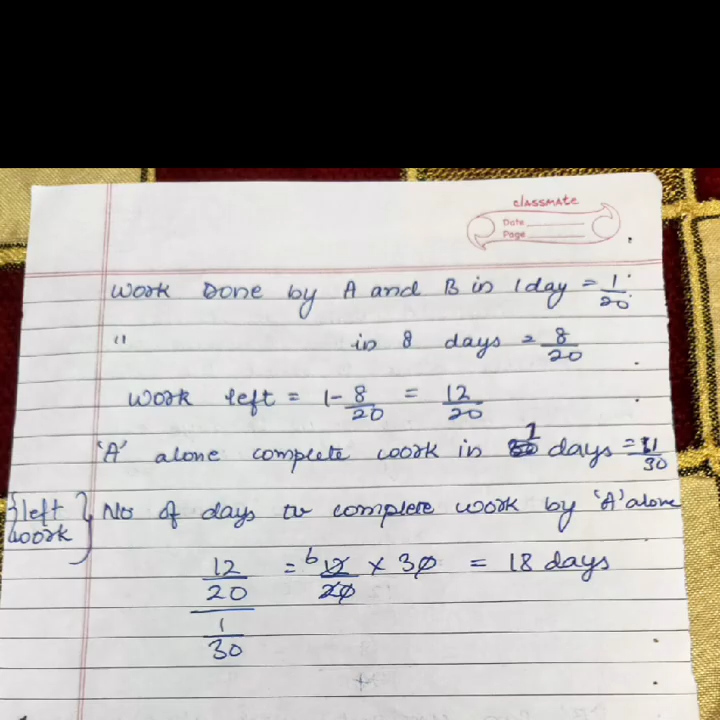 classmate
Date
Page
Work Done by A and B in 1 day = 1/20
" in 8 days = 8/20
Work left = 1 - 8/20 = 12/20
'A' alone complete work in 1 days = 1/30
{left work} No of days to complete work by 'A' alone
12/20 / 1/30 = 6 12/20 × 30 = 18 days